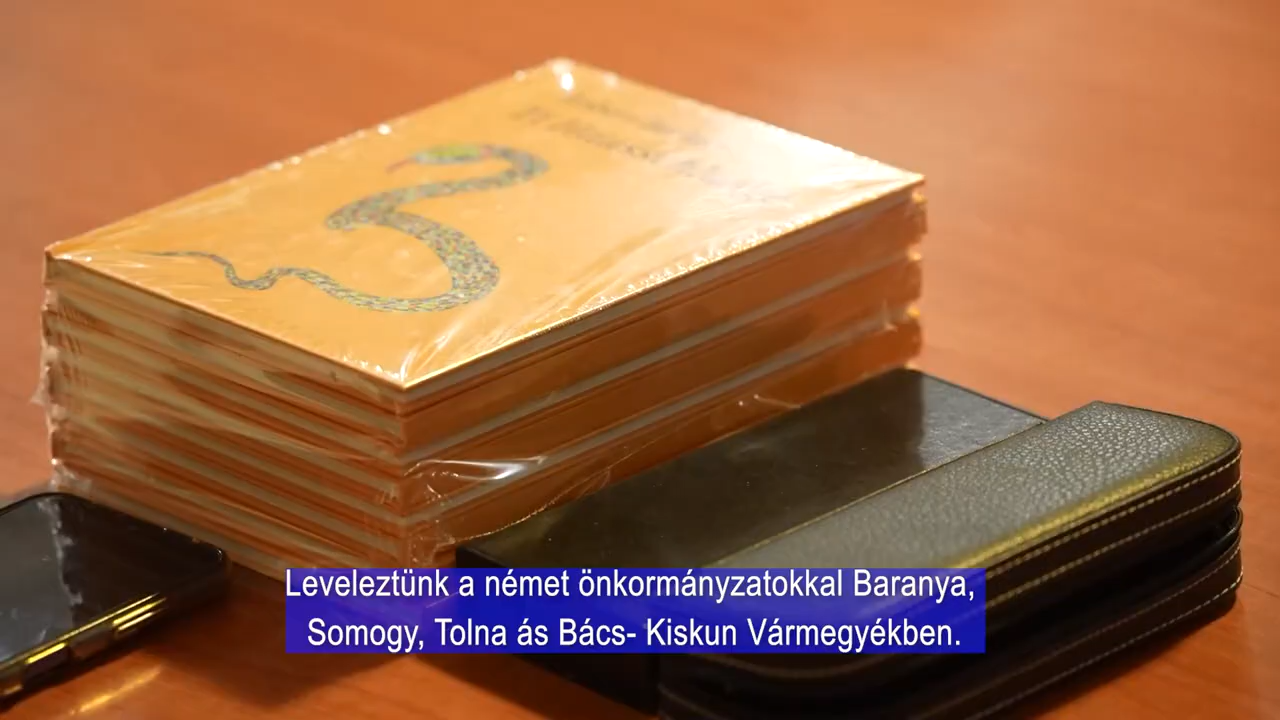 Leveleztünk a német önkormányzatokkal Baranya,
Somogy, Tolna ás Bács- Kiskun Vármegyékben.